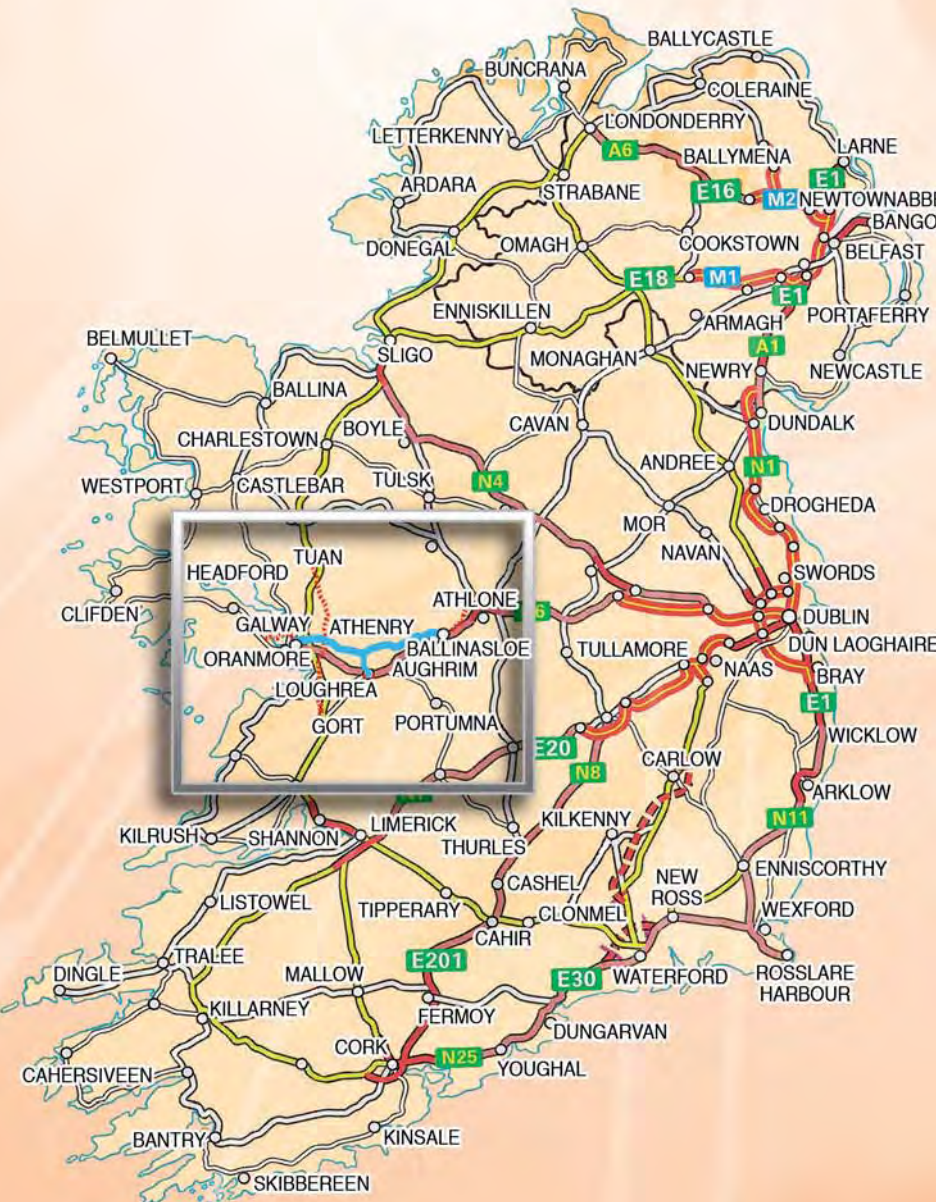 BALLYCASTLE
BUNCRANA
COLERAINE
LONDONDERRY
LETTERKENNY
A6
BALLYMENA
LARNE
ARDARA
STRABANE
E16
M2
E1
NEWTOWNABBE
BANGO
DONEGAL
OMAGH
COOKSTOWN
BELFAST
E18
M1
E1
ENNISKILLEN
ARMAGH
PORTAFERRY
BELMULLET
SLIGO
MONAGHAN
A1
NEWRY
NEWCASTLE
BALLINA
CAVAN
DUNDALK
CHARLESTOWN
BOYLE
ANDREE
N1
WESTPORT
CASTLEBAR
TULSK
N4
DROGHEDA
MOR
NAVAN
TUAN
HEADFORD
SWORDS
CLIFDEN
ATHLONE
6
DUBLIN
GALWAY
ATHENRY
BALLINASLOE
DUN LAOGHAIRE
ORANMORE
AUGHRIM
TULLAMORE
NAAS
BRAY
LOUGHREA
E1
GORT
PORTUMNA
WICKLOW
E20
CARLOW
N8
ARKLOW
N11
KILRUSH
SHANNON
LIMERICK
KILKENNY
THURLES
ENNISCORTHY
CASHEL
NEW
ROSS
LISTOWEL
TIPPERARY
CLONMEL
WEXFORD
CAHIR
TRALEE
E201
DINGLE
MALLOW
E30
WATERFORD
ROSSLARE
HARBOUR
KILLARNEY
FERMOY
DUNGARVAN
CORK
N25
YOUGHAL
CAHERSIVEEN
BANTRY
KINSALE
SKIBBEREEN